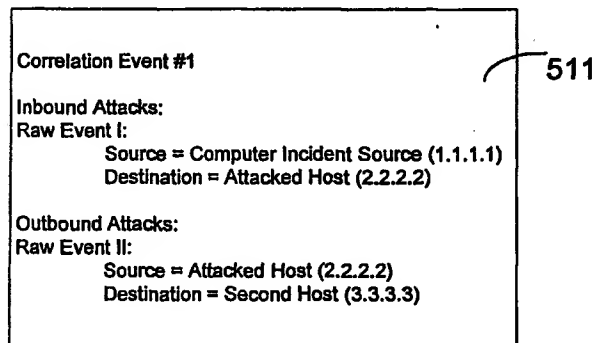 Correlation Event #1
511
Inbound Attacks:
Raw Event I:
Source = Computer Incident Source (1.1.1.1)
Destination = Attacked Host (2.2.2.2)
Outbound Attacks:
Raw Event II:
Source = Attacked Host (2.2.2.2)
Destination = Second Host (3.3.3.3)